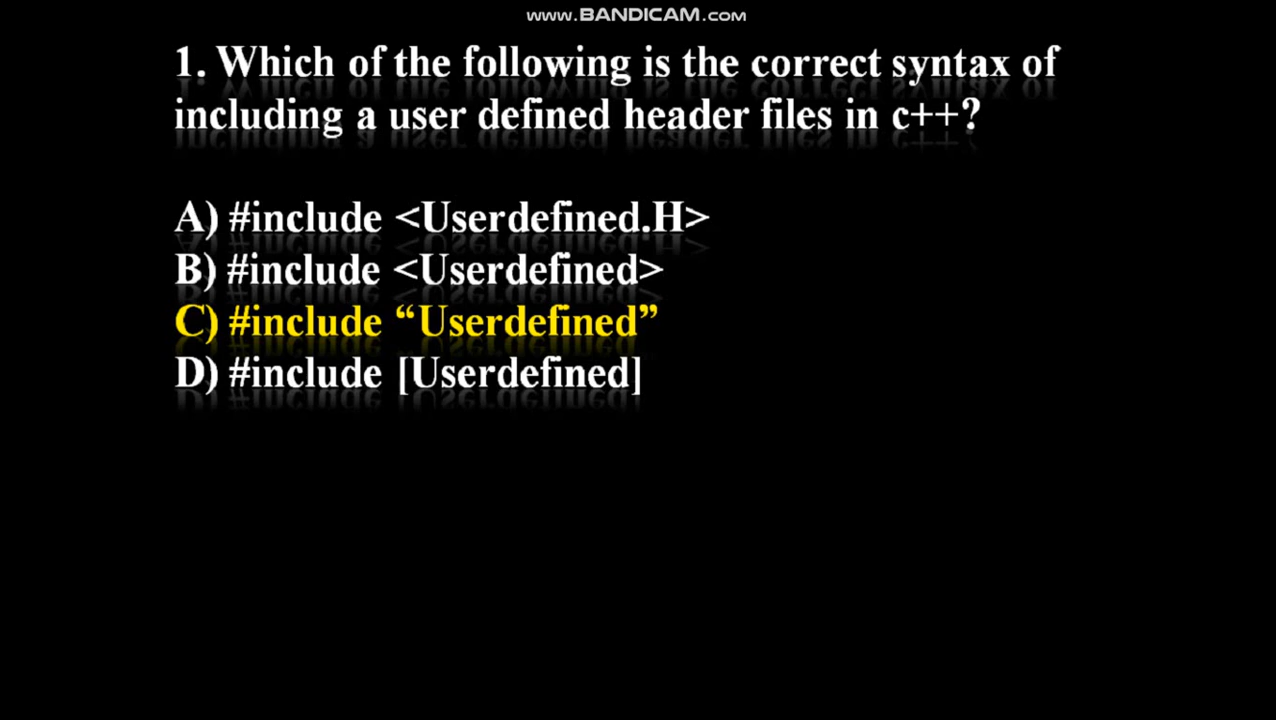 www.BANDICAM.com
1. Which of the following is the correct syntax of
including a user defined header files in c++?
A) #include <Userdefined.H>
B) #include <Userdefined>
C) #include “Userdefined”
D) #include [Userdefined]